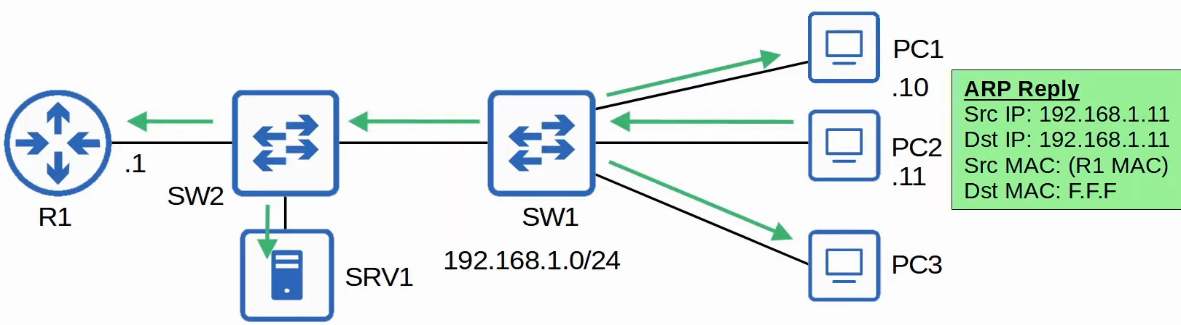 PC1
.10
ARP Reply
Src IP: 192.168.1.11
Dst IP: 192.168.1.11
Src MAC: (R1 MAC)
Dst MAC: F.F.F
PC2
.11
.1
R1
SW2
SW1
192.168.1.0/24
SRV1
PC3